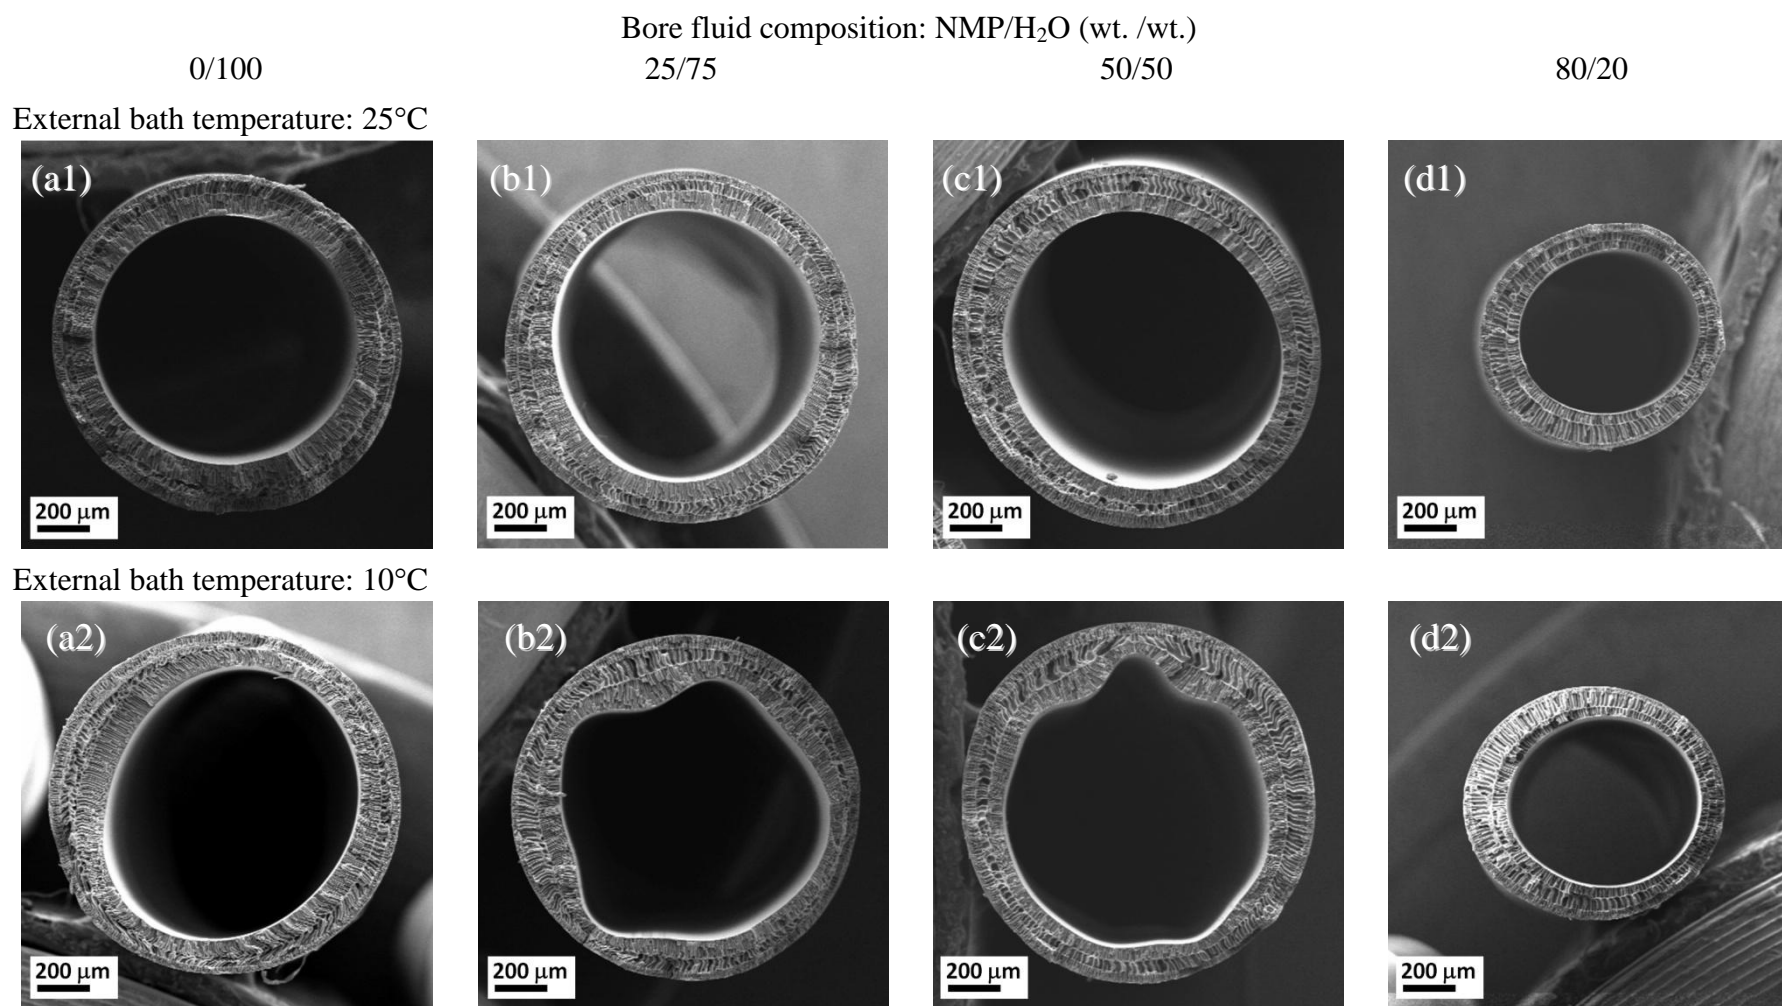 Bore fluid composition: NMP/H₂O (wt. /wt.)
0/100 25/75 50/50 80/20
External bath temperature: 25°C
(a1) (b1) (c1) (d1)
200 μm 200 μm 200 μm 200 μm
External bath temperature: 10°C
(a2) (b2) (c2) (d2)
200 μm 200 μm 200 μm 200 μm